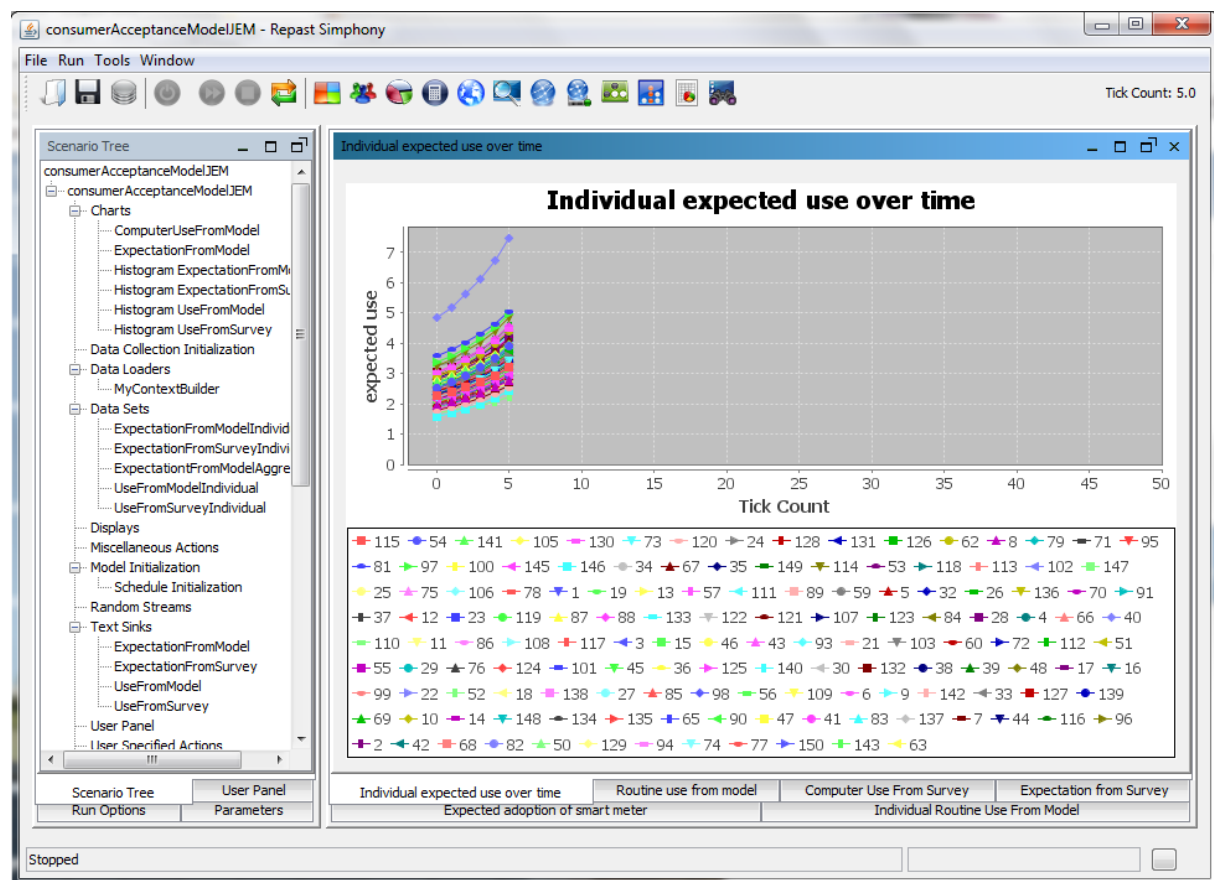 consumerAcceptanceModelJEM - Repast Simphony
File Run Tools Window
Tick Count: 5.0
Scenario Tree
consumerAcceptanceModelJEM
consumerAcceptanceModelJEM
Charts
ComputerUseFromModel
ExpectationFromModel
Histogram ExpectationFromMo
Histogram ExpectationFromSu
Histogram UseFromModel
Histogram UseFromSurvey
Data Collection Initialization
Data Loaders
MyContextBuilder
Data Sets
ExpectationFromModelIndivid
ExpectationFromSurveyIndivi
ExpectationtFromModelAggre
UseFromModelIndividual
UseFromSurveyIndividual
Displays
Miscellaneous Actions
Model Initialization
Schedule Initialization
Random Streams
Text Sinks
ExpectationFromModel
ExpectationFromSurvey
UseFromModel
UseFromSurvey
User Panel
User Specified Actions
Scenario Tree User Panel
Run Options Parameters
Individual expected use over time
Individual expected use over time
expected use
7
6
5
4
3
2
1
0
0 5 10 15 20 25 30 35 40 45 50
Tick Count
115 54 141 105 130 73 120 24 128 131 126 62 8 79 71 95
81 97 100 145 146 34 67 35 149 114 53 118 113 102 147
25 75 106 78 1 19 13 57 111 89 59 5 32 26 136 70 91
37 12 23 119 87 88 133 122 121 107 123 84 28 4 66 40
110 11 86 108 117 3 15 46 43 93 21 103 60 72 112 51
55 29 76 124 101 45 36 125 140 30 132 38 39 48 17 16
99 22 52 18 138 27 85 98 56 109 6 9 142 33 127 139
69 10 14 148 134 135 65 90 47 41 83 137 7 44 116 96
2 42 68 82 50 129 94 74 77 150 143 63
Individual expected use over time Routine use from model Computer Use From Survey Expectation from Survey
Expected adoption of smart meter Individual Routine Use From Model
Stopped